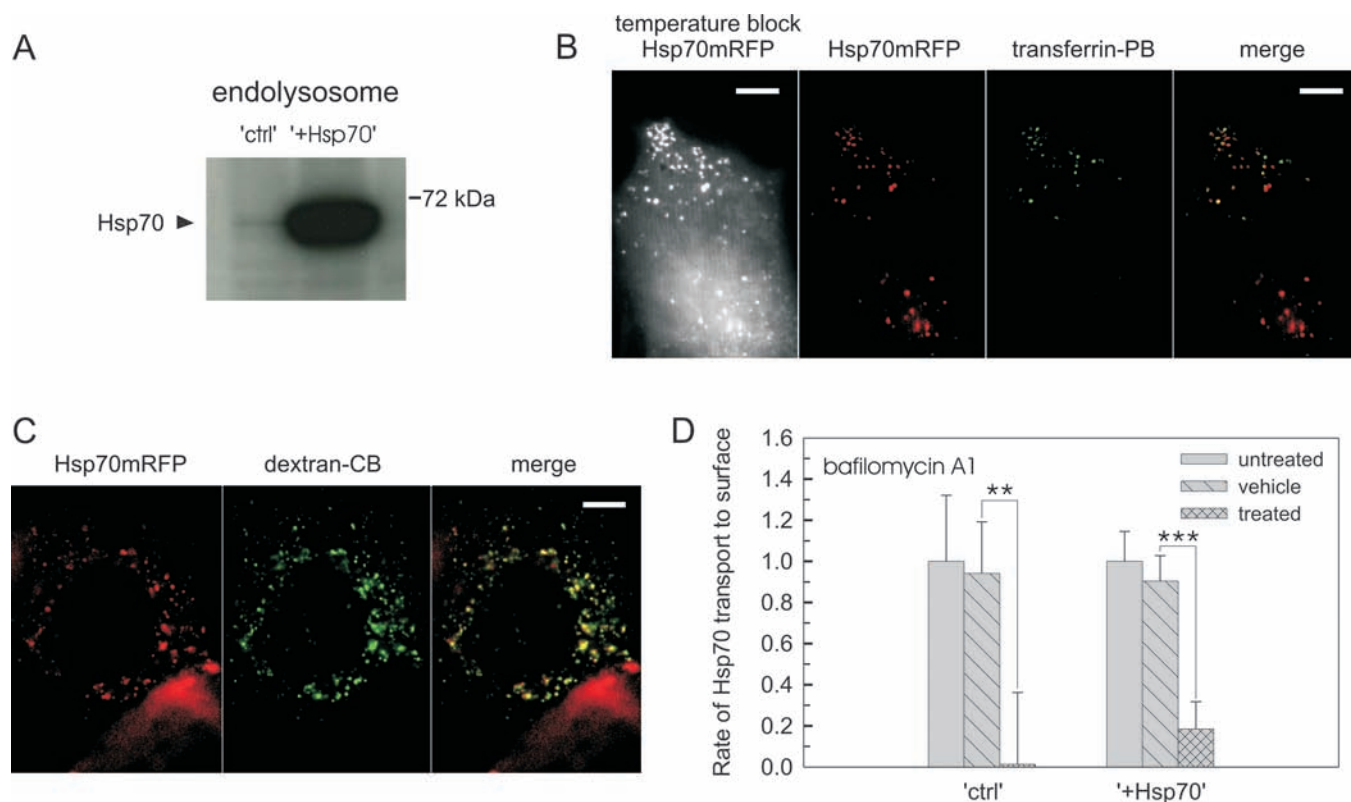 A
endolysosome
'ctrl' '+Hsp70'
–72 kDa
Hsp70 ►
B
temperature block
Hsp70mRFP Hsp70mRFP transferrin-PB merge
C
Hsp70mRFP dextran-CB merge
D
Rate of Hsp70 transport to surface
1.6
1.4
1.2
1.0
0.8
0.6
0.4
0.2
0.0
bafilomycin A1
untreated
vehicle
treated
**
***
'ctrl' '+Hsp70'